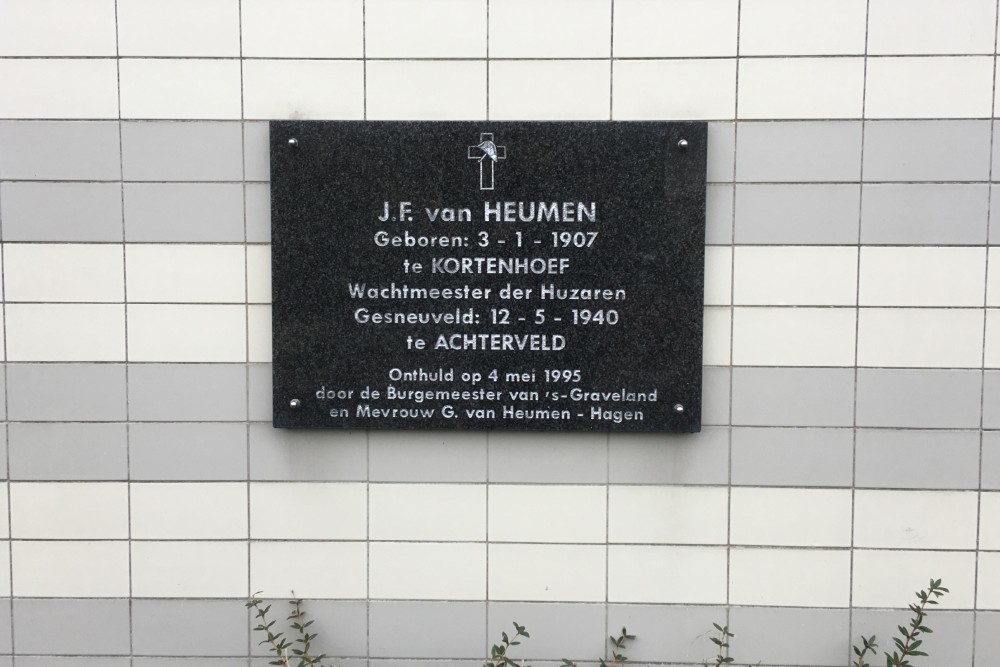 J.F. van HEUMEN
Geboren: 3 - 1 - 1907
te KORTENHOEF
Wachtmeester der Huzaren
Gesneuveld: 12 - 5 - 1940
te ACHTERVELD
Onthuld op 4 mei 1995
door de Burgemeester van 's-Graveland
en Mevrouw G. van Heumen - Hagen